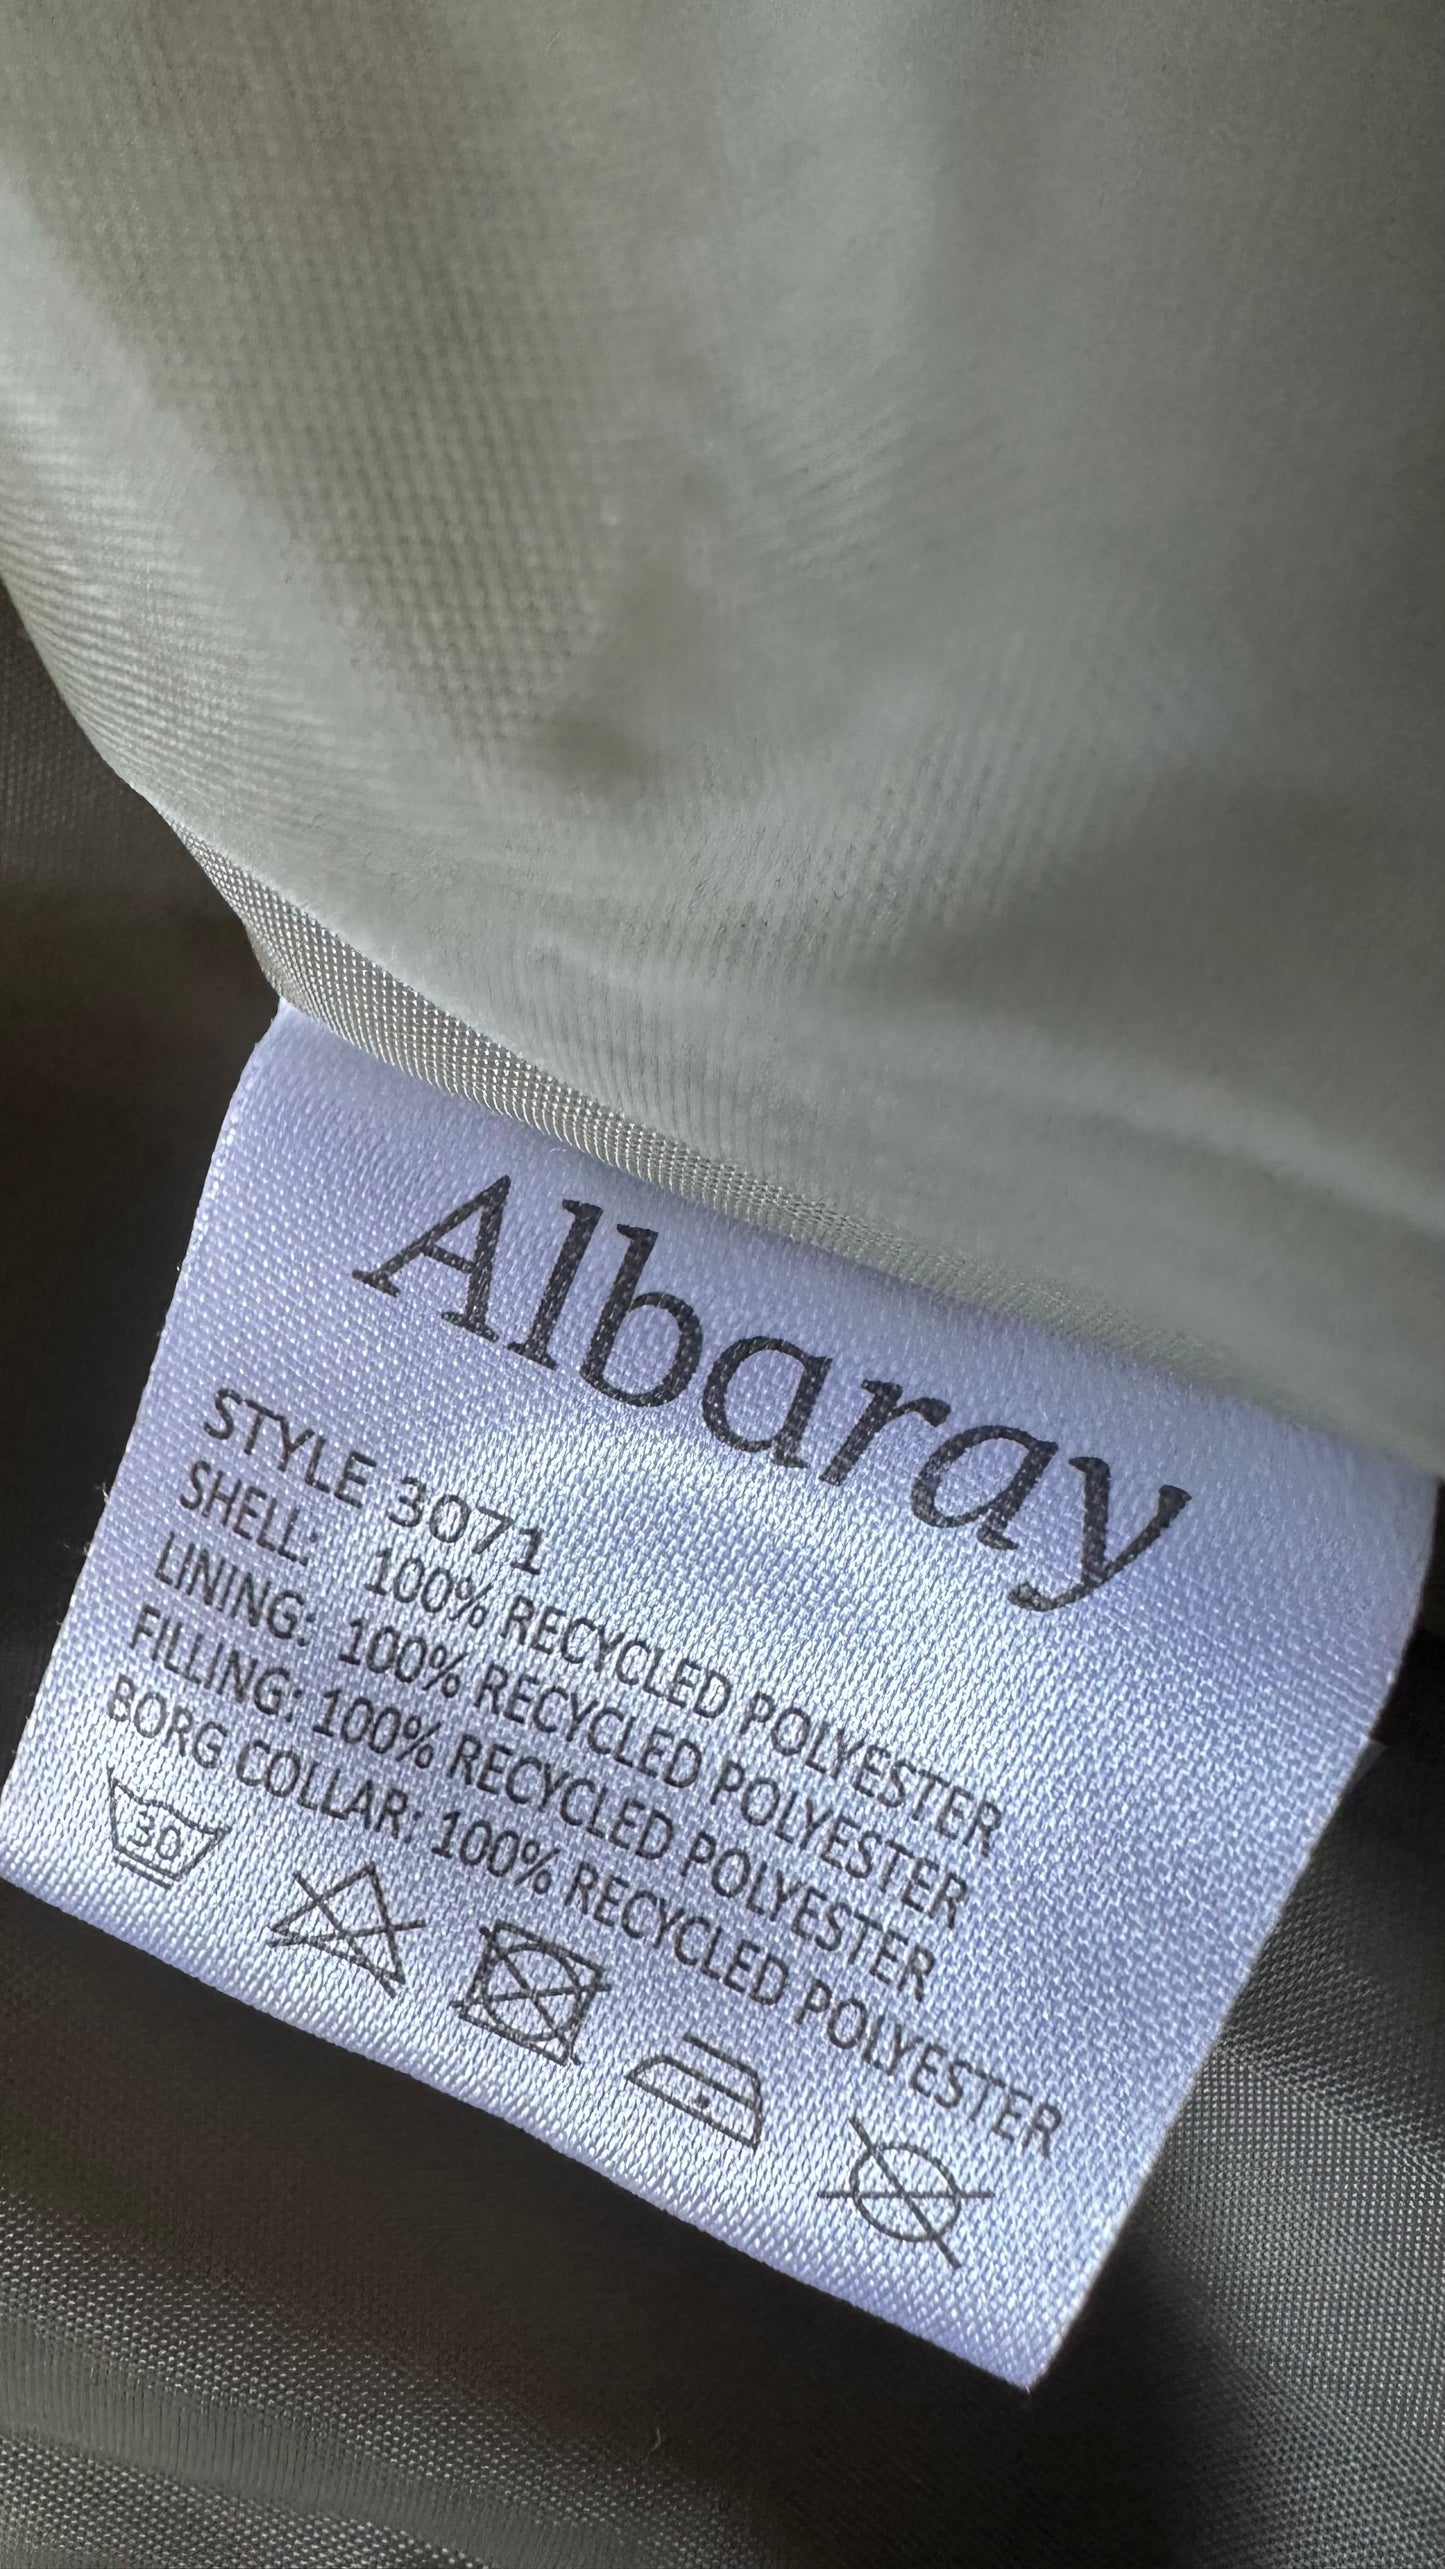 Albaray
STYLE 3071
SHELL: 100% RECYCLED POLYESTER
LINING: 100% RECYCLED POLYESTER
FILLING: 100% RECYCLED POLYESTER
BORG COLLAR: 100% RECYCLED POLYESTER
30